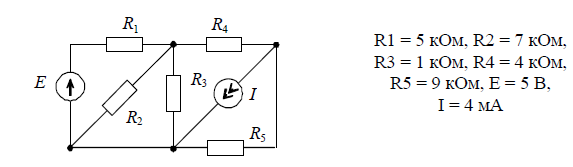 R1 R4
E R2 R3 I R5
R1 = 5 кОм, R2 = 7 кОм,
R3 = 1 кОм, R4 = 4 кОм,
R5 = 9 кОм, E = 5 В,
I = 4 мА